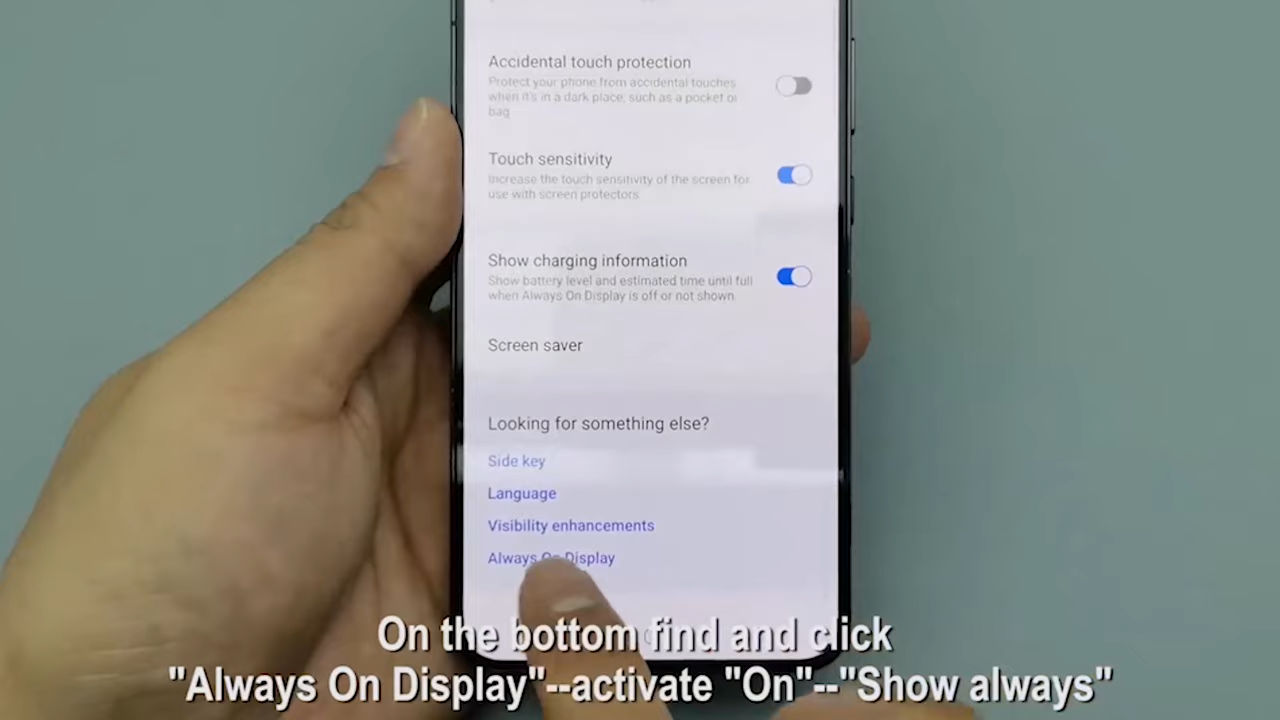 Accidental touch protection
Protect your phone from accidental touches
when it's in a dark place, such as a pocket or
bag
Touch sensitivity
Increase the touch sensitivity of the screen for
use with screen protectors
Show charging information
Show battery level and estimated time until full
when Always On Display is off or not shown
Screen saver
Looking for something else?
Side key
Language
Visibility enhancements
Always On Display
On the bottom find and click
"Always On Display"--activate "On"--"Show always"